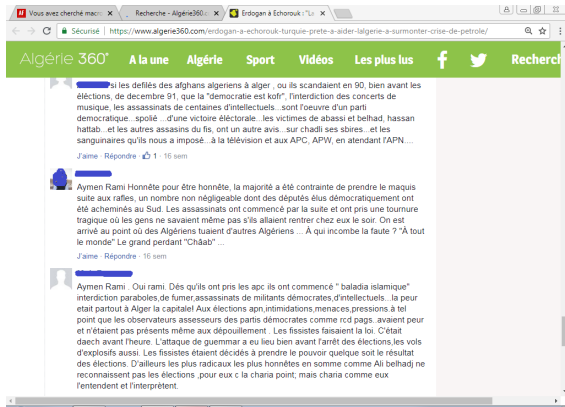 Vous avez cherché macro
Recherche - Algérie360.c
Erdogan à Echorouk : "La
Sécurisé | https://www.algerie360.com/erdogan-a-echorouk-turquie-prete-a-aider-lalgerie-a-surmonter-crise-de-petrole/
Algérie 360° A la une Algérie Sport Vidéos Les plus lus f Recherch
si les defilés des afghans algeriens à alger , ou ils scandaient en 90, bien avant les
éléctions, de decembre 91, que la "democratie est kofr", l'interdiction des concerts de
musique, les assassinats de centaines d'intellectuels...sont l'oeuvre d'un parti
democratique...spolié ...d'une victoire éléctorale...les victimes de abassi et belhad, hassan
hattab...et les autres assasins du fis, ont un autre avis...sur chadli ses sbires...et les
sanguinaires qu'ils nous a imposé...à la télévision et aux APC, APW, en atendant l'APN....
J'aime · Répondre · 1 · 16 sem
Aymen Rami Honnête pour être honnête, la majorité a été contrainte de prendre le maquis
suite aux rafles, un nombre non négligeable dont des députés élus démocratiquement ont
été acheminés au Sud. Les assassinats ont commencé par la suite et ont pris une tournure
tragique où les gens ne savaient même pas s'ils allaient rentrer chez eux le soir. On est
arrivé au point où des Algériens tuaient d'autres Algériens ... À qui incombe la faute ? "À tout
le monde" Le grand perdant "Châab" ...
J'aime · Répondre · 16 sem
Aymen Rami . Oui rami. Dés qu'ils ont pris les apc ils ont commencé." baladia islamique"
interdiction paraboles,de fumer,assassinats de militants démocrates,d'intellectuels...la peur
etait partout à Alger la capitale! Aux élections apn,intimidations,menaces,pressions.à tel
point que les observateurs assesseurs des partis démocrates comme rcd pags..avaient peur
et n'étaient pas présents même aux dépouillement . Les fissistes faisaient la loi. C'était
daech avant l'heure. L'attaque de guemmar a eu lieu bien avant l'arrêt des élections,les vols
d'explosifs aussi. Les fissistes étaient décidés à prendre le pouvoir quelque soit le résultat
des élections. D'ailleurs les plus radicaux les plus honnêtes en somme comme Ali belhadj ne
reconnaissent pas les élections ,pour eux c la charia point; mais charia comme eux
l'entendent et l'interprètent.